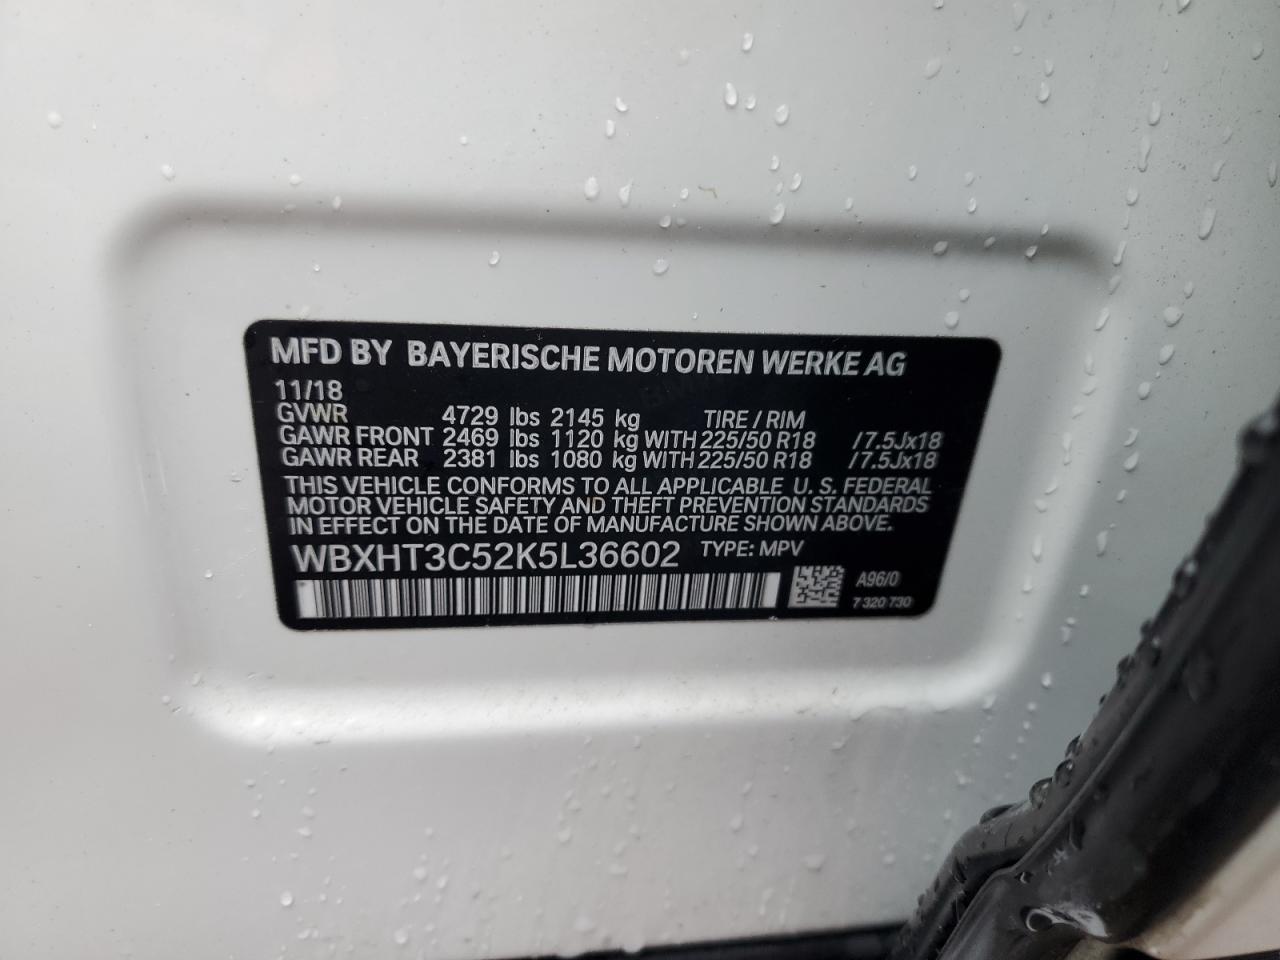 MFD BY BAYERISCHE MOTOREN WERKE AG
11/18
GVWR 4729 lbs 2145 kg TIRE / RIM
GAWR FRONT 2469 lbs 1120 kg WITH 225/50 R18 /7.5Jx18
GAWR REAR 2381 lbs 1080 kg WITH 225/50 R18 /7.5Jx18
THIS VEHICLE CONFORMS TO ALL APPLICABLE U. S. FEDERAL
MOTOR VEHICLE SAFETY AND THEFT PREVENTION STANDARDS
IN EFFECT ON THE DATE OF MANUFACTURE SHOWN ABOVE.
WBXHT3C52K5L36602 TYPE: MPV
A96/0
7 320 730